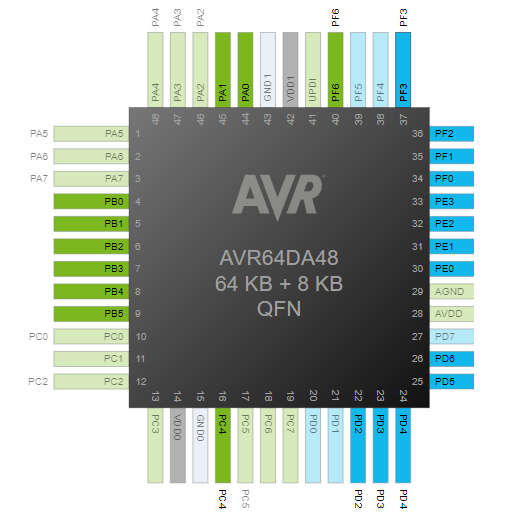 PA4 PA3 PA2 PF6 PF3
PA4 PA3 PA2 PA1 PA0 GND1 VDD1 UPDI PF6 PF5 PF4 PF3
48 47 46 45 44 43 42 41 40 39 38 37
PA5 PA5 1 36 PF2
PA6 PA6 2 35 PF1
PA7 PA7 3 34 PF0
PB0 4 33 PE3
PB1 5 32 PE2
PB2 6 31 PE1
PB3 7 30 PE0
PB4 8 29 AGND
PB5 9 28 AVDD
PC0 PC0 10 27 PD7
PC1 11 26 PD6
PC2 PC2 12 25 PD5
AVR
AVR64DA48
64 KB + 8 KB
QFN
13 14 15 16 17 18 19 20 21 22 23 24
PC3 VDD0 GND0 PC4 PC5 PC6 PC7 PD0 PD1 PD2 PD3 PD4
PC4 PC5 PD2 PD3 PD4